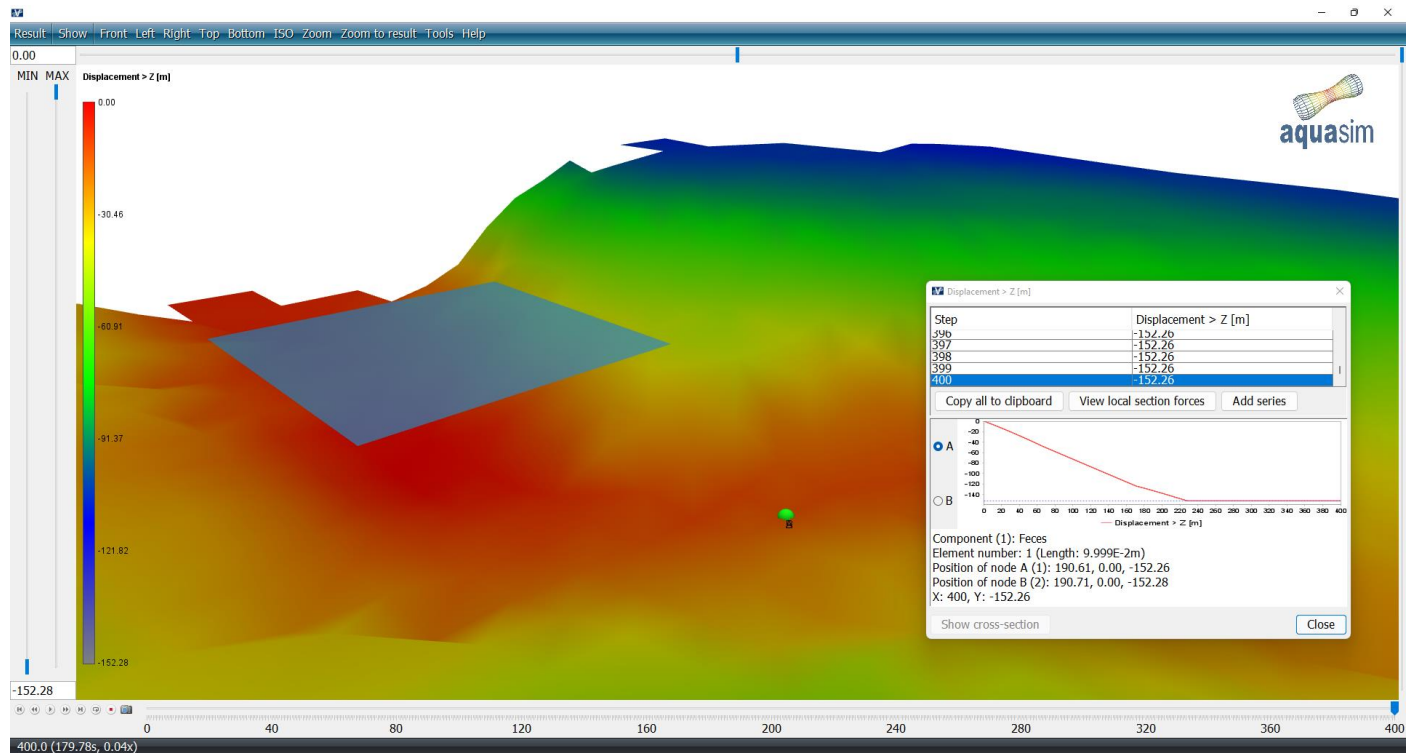 Result Show Front Left Right Top Bottom ISO Zoom Zoom to result Tools Help
0.00
MIN MAX
Displacement > Z [m]
0.00
-30.46
-60.91
-91.37
-121.82
-152.28
-152.28
aquasim
Displacement > Z [m]
Step Displacement > Z [m]
396 -152.26
397 -152.26
398 -152.26
399 -152.26
400 -152.26
Copy all to clipboard View local section forces Add series
A
B
0
-20
-40
-60
-80
-100
-120
-140
0 20 40 60 80 100 120 140 160 180 200 220 240 260 280 300 320 340 360 380 400
Displacement > Z [m]
Component (1): Feces
Element number: 1 (Length: 9.999E-2m)
Position of node A (1): 190.61, 0.00, -152.26
Position of node B (2): 190.71, 0.00, -152.28
X: 400, Y: -152.26
Show cross-section Close
0 40 80 120 160 200 240 280 320 360 400
400.0 (179.78s, 0.04x)